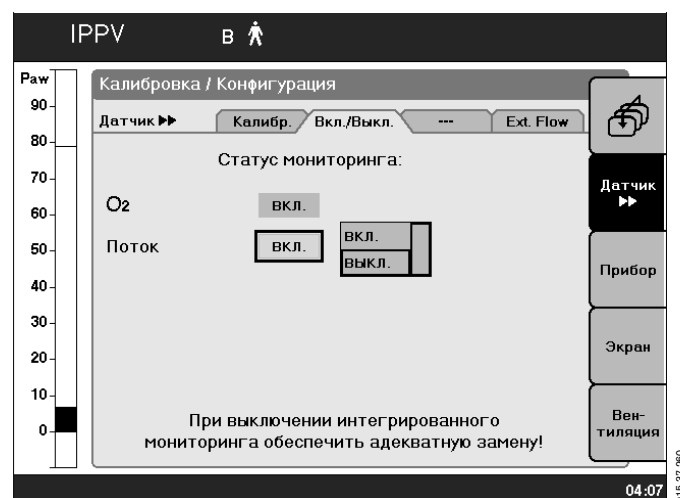 IPPV В
Paw
90
80
70
60
50
40
30
20
10
0
Калибровка / Конфигурация
Датчик
Калибр. Вкл./Выкл. --- Ext. Flow
Статус мониторинга:
O2 вкл.
Поток вкл.
вкл.
выкл.
При выключении интегрированного
мониторинга обеспечить адекватную замену!
Датчик
Прибор
Экран
Вен-
тиляция
04:07